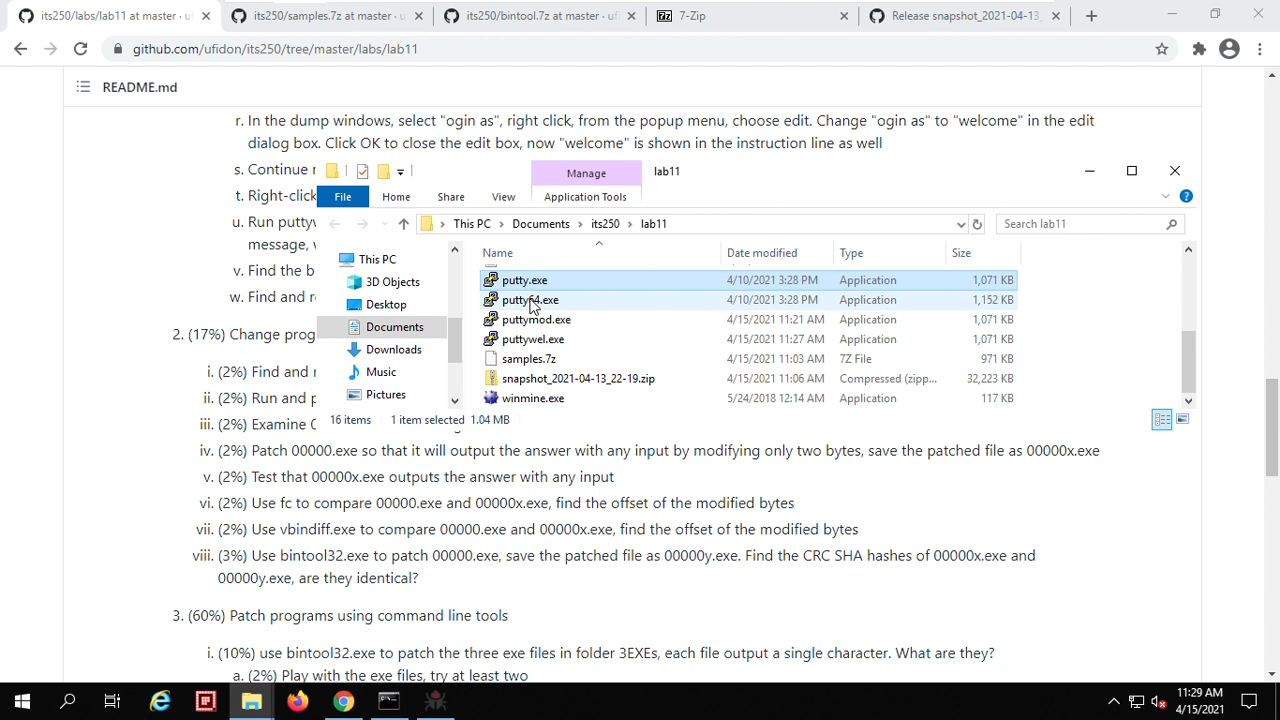 its250/labs/lab11 at master · u
its250/samples.7z at master · u
its250/bintool.7z at master · ufi
7-Zip
Release snapshot_2021-04-13_
github.com/ufidon/its250/tree/master/labs/lab11
README.md
r. In the dump windows, select "ogin as", right click, from the popup menu, choose edit. Change "ogin as" to "welcome" in the edit
dialog box. Click OK to close the edit box, now "welcome" is shown in the instruction line as well
s. Continue
t. Right-click
u. Run putty
message,
v. Find the b
w. Find and
2. (17%) Change prog
i. (2%) Find and
ii. (2%) Run and p
iii. (2%) Examine
iv. (2%) Patch 00000.exe so that it will output the answer with any input by modifying only two bytes, save the patched file as 00000x.exe
v. (2%) Test that 00000x.exe outputs the answer with any input
vi. (2%) Use fc to compare 00000.exe and 00000x.exe, find the offset of the modified bytes
vii. (2%) Use vbindiff.exe to compare 00000.exe and 00000x.exe, find the offset of the modified bytes
viii. (3%) Use bintool32.exe to patch 00000.exe, save the patched file as 00000y.exe. Find the CRC SHA hashes of 00000x.exe and
00000y.exe, are they identical?
3. (60%) Patch programs using command line tools
i. (10%) use bintool32.exe to patch the three exe files in folder 3EXEs, each file output a single character. What are they?
a. (2%) Play with the exe files, try at least two
Manage
lab11
File Home Share View Application Tools
This PC › Documents › its250 › lab11
Search lab11
This PC
3D Objects
Desktop
Documents
Downloads
Music
Pictures
Name Date modified Type Size
putty.exe 4/10/2021 3:28 PM Application 1,071 KB
putty64.exe 4/10/2021 3:28 PM Application 1,152 KB
puttymod.exe 4/15/2021 11:21 AM Application 1,071 KB
puttywel.exe 4/15/2021 11:27 AM Application 1,071 KB
samples.7z 4/15/2021 11:03 AM 7Z File 971 KB
snapshot_2021-04-13_22-19.zip 4/15/2021 11:06 AM Compressed (zipp... 32,223 KB
winmine.exe 5/24/2018 12:14 AM Application 117 KB
16 items 1 item selected 1.04 MB
11:29 AM
4/15/2021